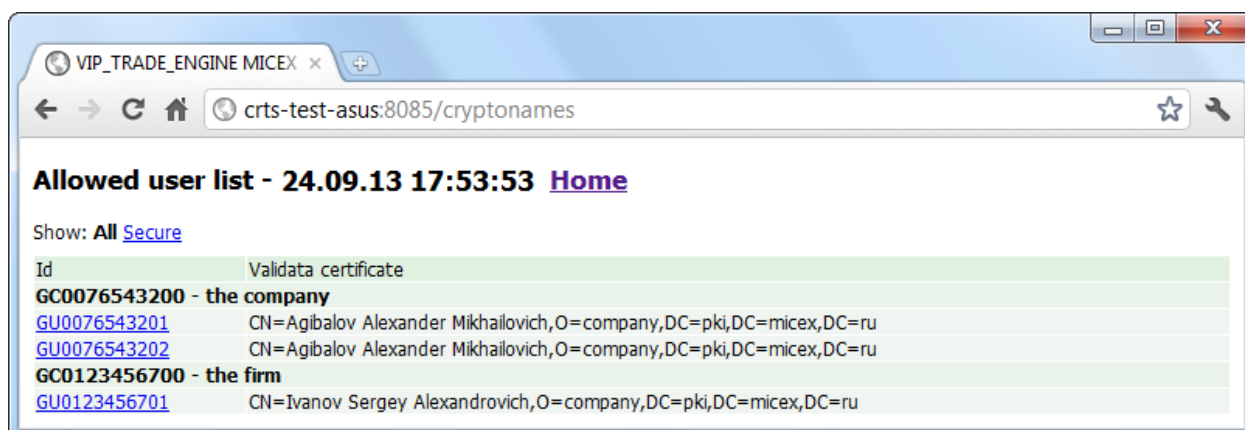 VIP_TRADE_ENGINE MICEX
crts-test-asus:8085/cryptonames
Allowed user list - 24.09.13 17:53:53 Home
Show: All Secure
Id Validata certificate
GC0076543200 - the company
GU0076543201 CN=Agibalov Alexander Mikhailovich,O=company,DC=pki,DC=micex,DC=ru
GU0076543202 CN=Agibalov Alexander Mikhailovich,O=company,DC=pki,DC=micex,DC=ru
GC0123456700 - the firm
GU0123456701 CN=Ivanov Sergey Alexandrovich,O=company,DC=pki,DC=micex,DC=ru